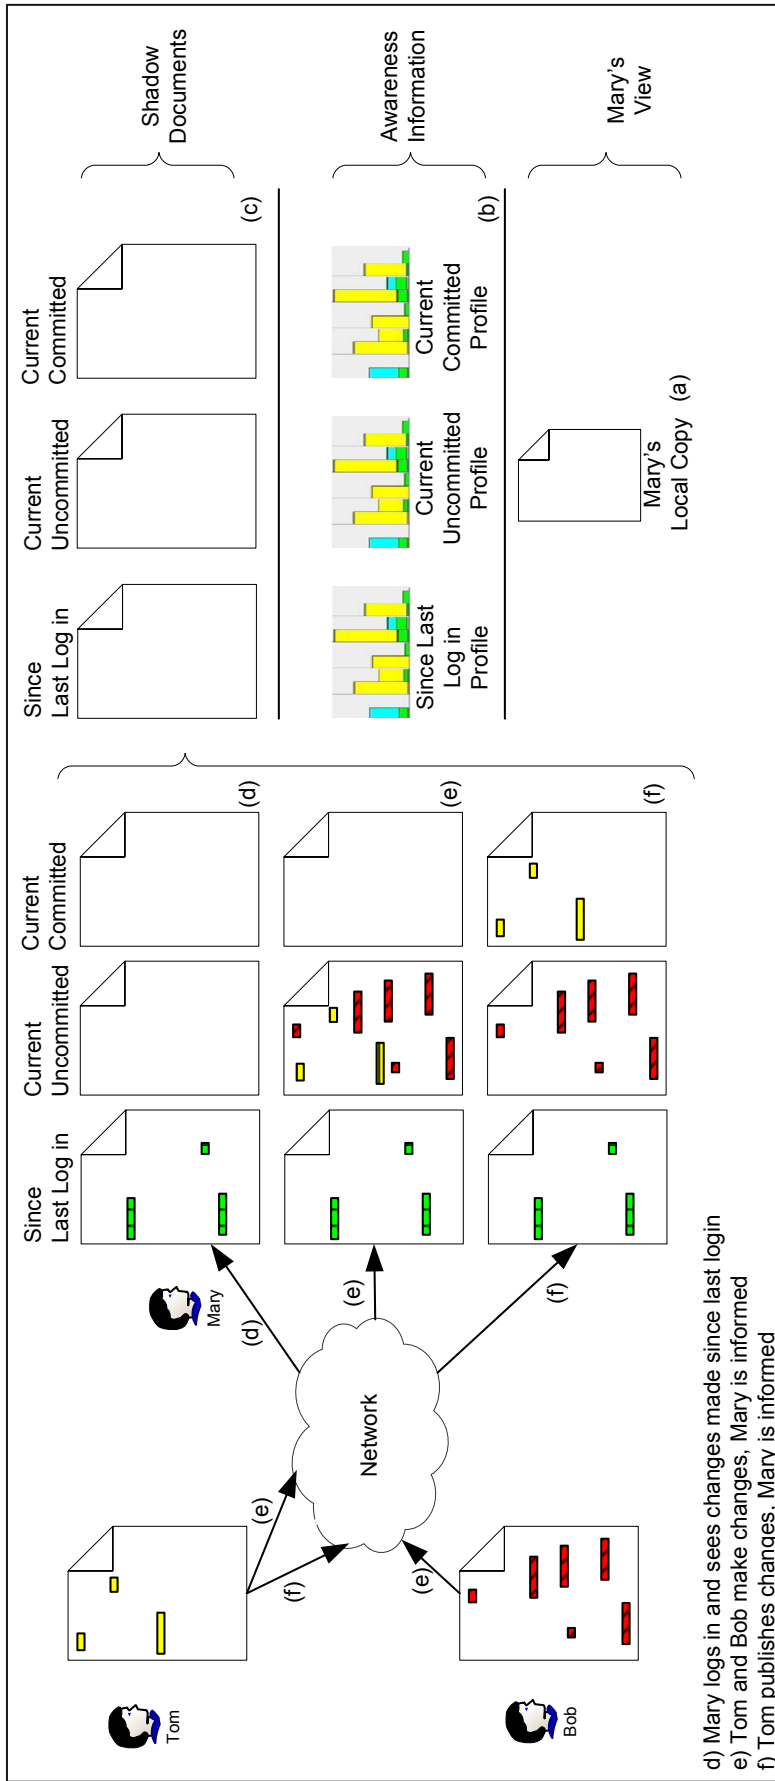 Tom
Bob
(e)
(f)
(e)
Network
Mary
(d)
(e)
(f)
Since
Last Log in
Current
Uncommitted
Current
Committed
(d)
(e)
(f)
Since
Last Log in
Current
Uncommitted
Current
Committed
(c)
Shadow
Documents
Since Last
Log in
Profile
Current
Uncommitted
Profile
Current
Committed
Profile
(b)
Awareness
Information
Mary's
Local Copy (a)
Mary's
View
d) Mary logs in and sees changes made since last login
e) Tom and Bob make changes, Mary is informed
f) Tom publishes changes, Mary is informed